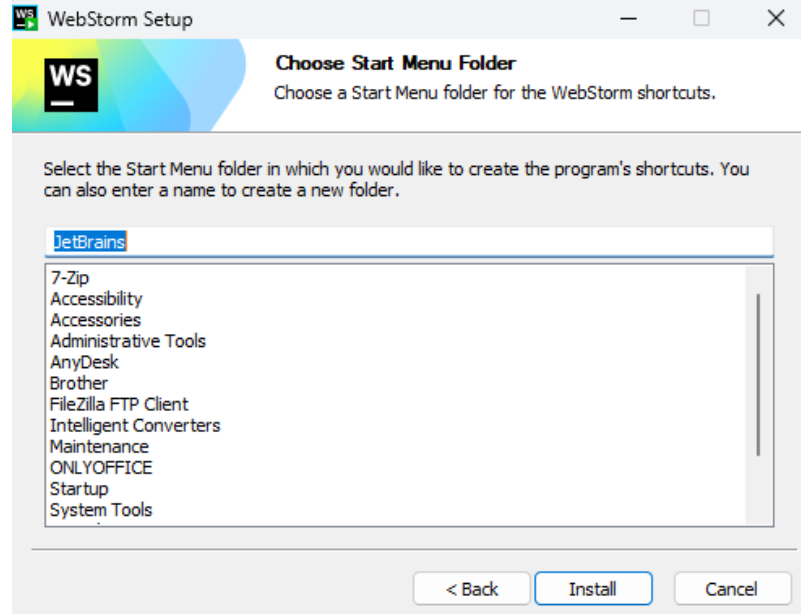 WebStorm Setup
WS
Choose Start Menu Folder
Choose a Start Menu folder for the WebStorm shortcuts.
Select the Start Menu folder in which you would like to create the program's shortcuts. You
can also enter a name to create a new folder.
JetBrains
7-Zip
Accessibility
Accessories
Administrative Tools
AnyDesk
Brother
FileZilla FTP Client
Intelligent Converters
Maintenance
ONLYOFFICE
Startup
System Tools
< Back
Install
Cancel